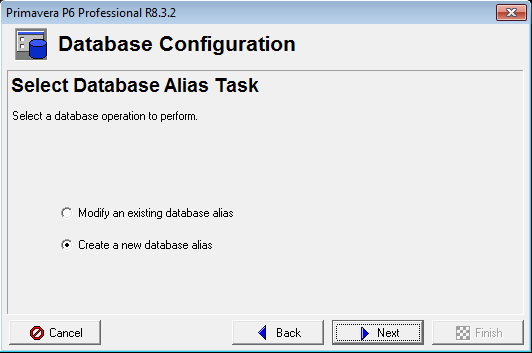 Primavera P6 Professional R8.3.2
Database Configuration
Select Database Alias Task
Select a database operation to perform.
Modify an existing database alias
Create a new database alias
Cancel Back Next Finish